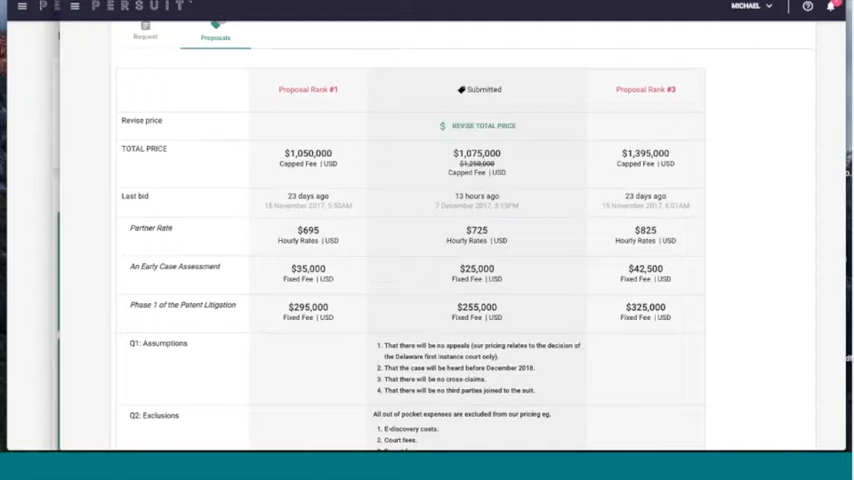 PERSUIT
MICHAEL
Request
Proposals
Proposal Rank #1
Submitted
Proposal Rank #3
Revise price
$ REVISE TOTAL PRICE
TOTAL PRICE
$1,050,000
Capped Fee | USD
$1,075,000
$1,250,000
Capped Fee | USD
$1,395,000
Capped Fee | USD
Last bid
23 days ago
15 November 2017, 5:50AM
13 hours ago
7 December 2017, 8:15PM
23 days ago
15 November 2017, 6:01AM
Partner Rate
$695
Hourly Rates | USD
$725
Hourly Rates | USD
$825
Hourly Rates | USD
An Early Case Assessment
$35,000
Fixed Fee | USD
$25,000
Fixed Fee | USD
$42,500
Fixed Fee | USD
Phase 1 of the Patent Litigation
$295,000
Fixed Fee | USD
$255,000
Fixed Fee | USD
$325,000
Fixed Fee | USD
Q1: Assumptions
1. That there will be no appeals (our pricing relates to the decision of
the Delaware first instance court only).
2. That the case will be heard before December 2018.
3. That there will be no cross-claims.
4. That there will be no third parties joined to the suit.
Q2: Exclusions
All out of pocket expenses are excluded from our pricing eg.
1. E-discovery costs.
2. Court fees.